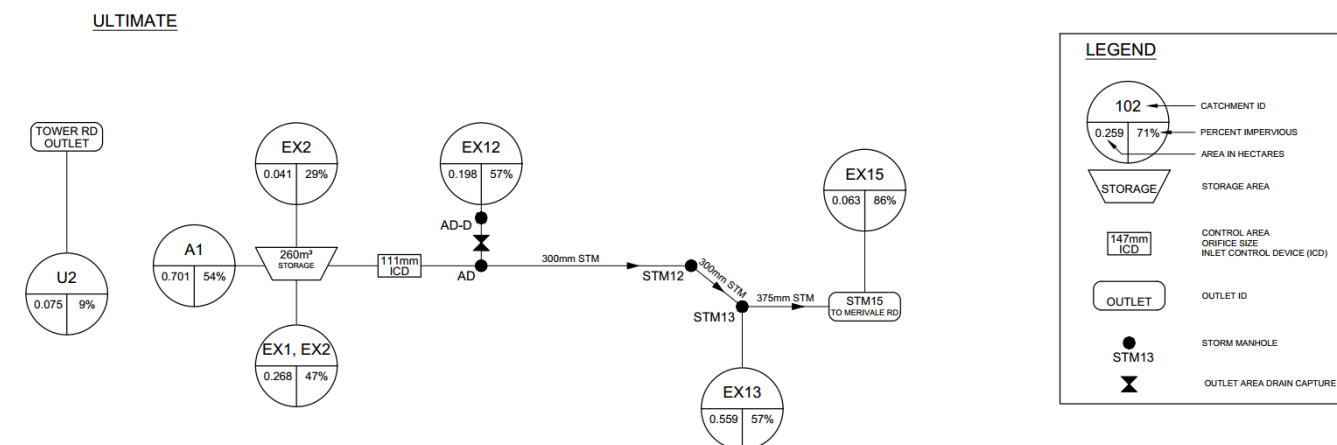 ULTIMATE
TOWER RD
OUTLET
U2
0.075 9%
A1
0.701 54%
EX2
0.041 29%
260m³
STORAGE
EX1, EX2
0.268 47%
111mm
ICD
EX12
0.198 57%
AD-D
AD
300mm STM
STM12
300mm STM
STM13
375mm STM
EX13
0.559 57%
EX15
0.063 86%
STM15
TO MERIVALE RD
LEGEND
102
0.259 71%
CATCHMENT ID
PERCENT IMPERVIOUS
AREA IN HECTARES
STORAGE
STORAGE AREA
147mm
ICD
CONTROL AREA
ORIFICE SIZE
INLET CONTROL DEVICE (ICD)
OUTLET
OUTLET ID
STM13
STORM MANHOLE
OUTLET AREA DRAIN CAPTURE